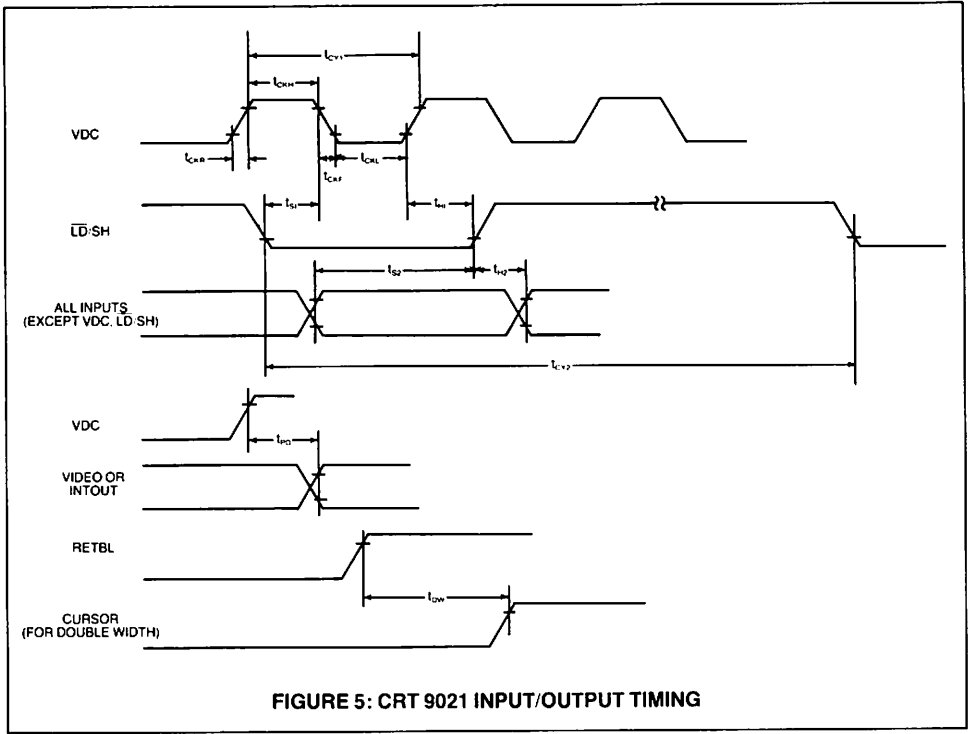 tCY1
tCKH
VDC
tCKR
tCKF
tCKL
tS1
tH1
LD/SH
tS2
tH2
ALL INPUTS
(EXCEPT VDC, LD/SH)
tCY2
VDC
tPD
VIDEO OR
INTOUT
RETBL
tDW
CURSOR
(FOR DOUBLE WIDTH)
FIGURE 5: CRT 9021 INPUT/OUTPUT TIMING